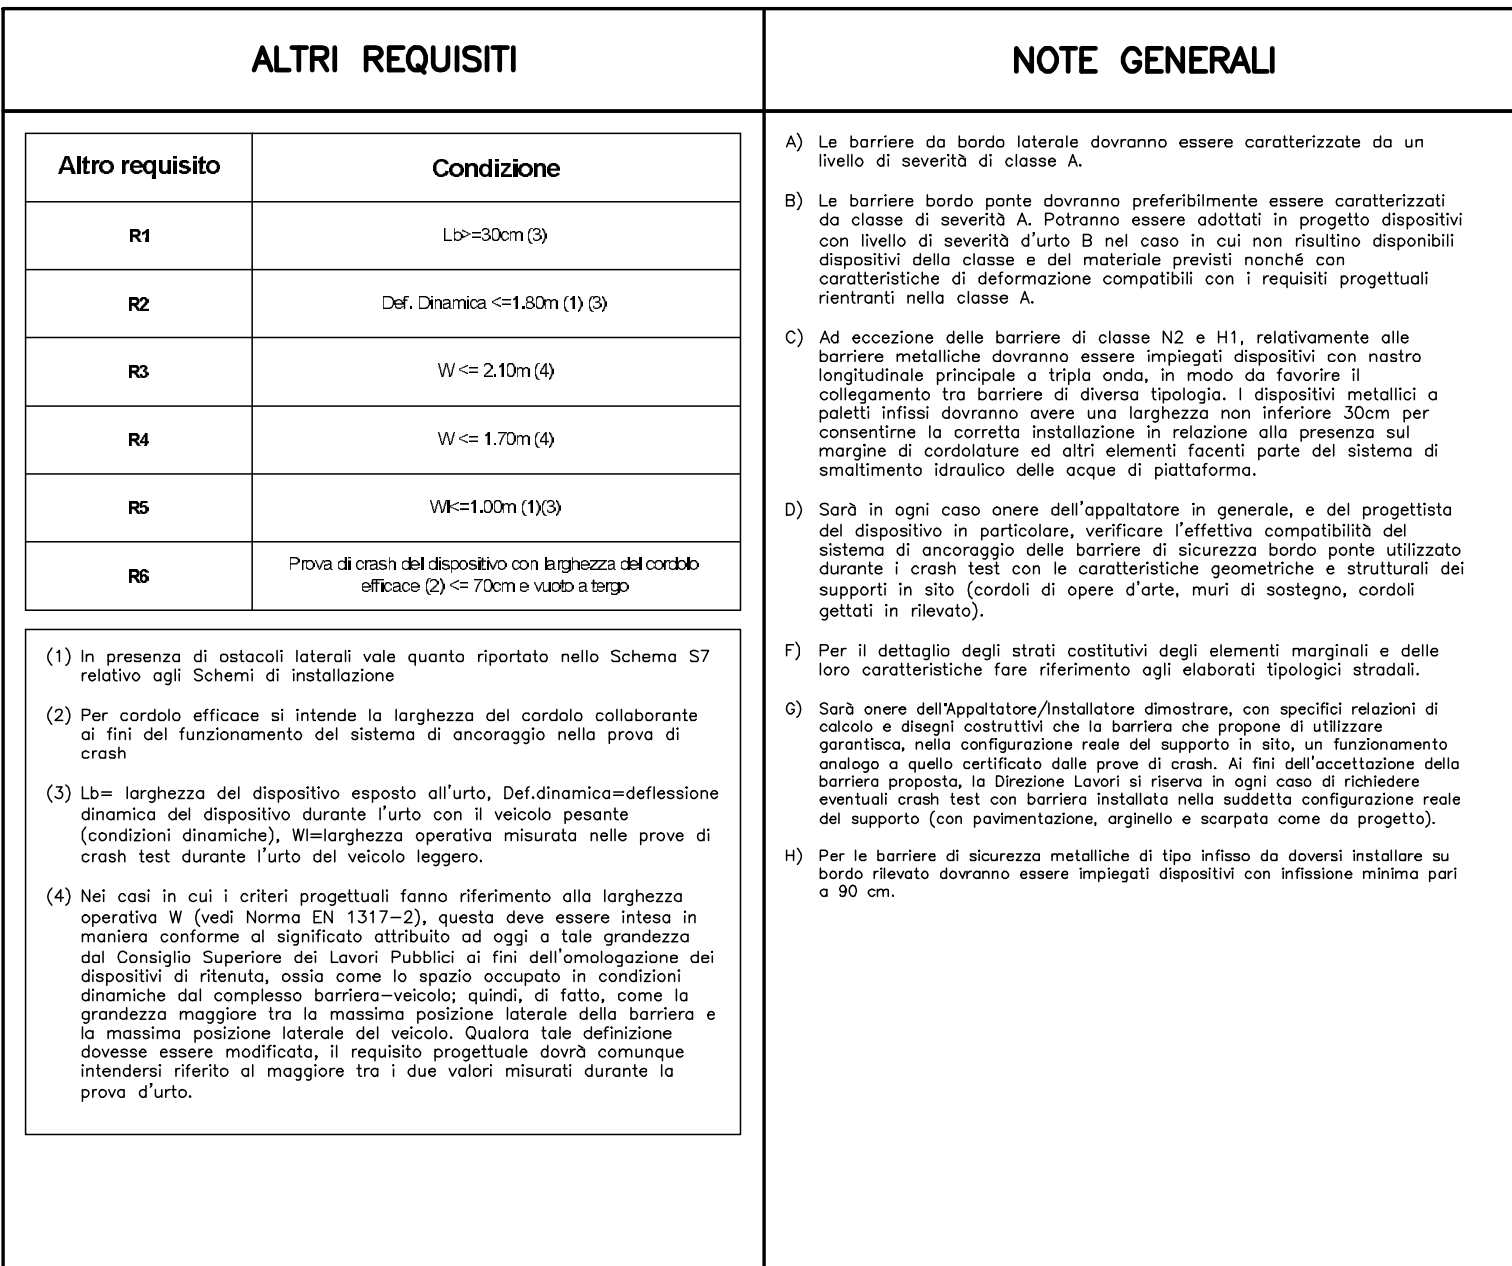 ALTRI REQUISITI
Altro requisito Condizione
R1 Lb>=30cm (3)
R2 Def. Dinamica <=1.80m (1) (3)
R3 W <= 2.10m (4)
R4 W <= 1.70m (4)
R5 Wl<=1.00m (1)(3)
R6 Prova di crash del dispositivo con larghezza del cordolo
efficace (2) <= 70cm e vuoto a tergo
(1) In presenza di ostacoli laterali vale quanto riportato nello Schema S7
relativo agli Schemi di installazione
(2) Per cordolo efficace si intende la larghezza del cordolo collaborante
ai fini del funzionamento del sistema di ancoraggio nella prova di
crash
(3) Lb= larghezza del dispositivo esposto all'urto, Def.dinamica=deflessione
dinamica del dispositivo durante l'urto con il veicolo pesante
(condizioni dinamiche), Wl=larghezza operativa misurata nelle prove di
crash test durante l'urto del veicolo leggero.
(4) Nei casi in cui i criteri progettuali fanno riferimento alla larghezza
operativa W (vedi Norma EN 1317-2), questa deve essere intesa in
maniera conforme al significato attribuito ad oggi a tale grandezza
dal Consiglio Superiore dei Lavori Pubblici ai fini dell'omologazione dei
dispositivi di ritenuta, ossia come lo spazio occupato in condizioni
dinamiche dal complesso barriera-veicolo; quindi, di fatto, come la
grandezza maggiore tra la massima posizione laterale della barriera e
la massima posizione laterale del veicolo. Qualora tale definizione
dovesse essere modificata, il requisito progettuale dovrà comunque
intendersi riferito al maggiore tra i due valori misurati durante la
prova d'urto.
NOTE GENERALI
A) Le barriere da bordo laterale dovranno essere caratterizzate da un
livello di severità di classe A.
B) Le barriere bordo ponte dovranno preferibilmente essere caratterizzati
da classe di severità A. Potranno essere adottati in progetto dispositivi
con livello di severità d'urto B nel caso in cui non risultino disponibili
dispositivi della classe e del materiale previsti nonché con
caratteristiche di deformazione compatibili con i requisiti progettuali
rientranti nella classe A.
C) Ad eccezione delle barriere di classe N2 e H1, relativamente alle
barriere metalliche dovranno essere impiegati dispositivi con nastro
longitudinale principale a tripla onda, in modo da favorire il
collegamento tra barriere di diversa tipologia. I dispositivi metallici a
paletti infissi dovranno avere una larghezza non inferiore 30cm per
consentirne la corretta installazione in relazione alla presenza sul
margine di cordolature ed altri elementi facenti parte del sistema di
smaltimento idraulico delle acque di piattaforma.
D) Sarà in ogni caso onere dell'appaltatore in generale, e del progettista
del dispositivo in particolare, verificare l'effettiva compatibilità del
sistema di ancoraggio delle barriere di sicurezza bordo ponte utilizzato
durante i crash test con le caratteristiche geometriche e strutturali dei
supporti in sito (cordoli di opere d'arte, muri di sostegno, cordoli
gettati in rilevato).
F) Per il dettaglio degli strati costitutivi degli elementi marginali e delle
loro caratteristiche fare riferimento agli elaborati tipologici stradali.
G) Sarà onere dell"Appaltatore/Installatore dimostrare, con specifici relazioni di
calcolo e disegni costruttivi che la barriera che propone di utilizzare
garantisca, nella configurazione reale del supporto in sito, un funzionamento
analogo a quello certificato dalle prove di crash. Ai fini dell'accettazione della
barriera proposta, la Direzione Lavori si riserva in ogni caso di richiedere
eventuali crash test con barriera installata nella suddetta configurazione reale
del supporto (con pavimentazione, arginello e scarpata come da progetto).
H) Per le barriere di sicurezza metalliche di tipo infisso da doversi installare su
bordo rilevato dovranno essere impiegati dispositivi con infissione minima pari
a 90 cm.